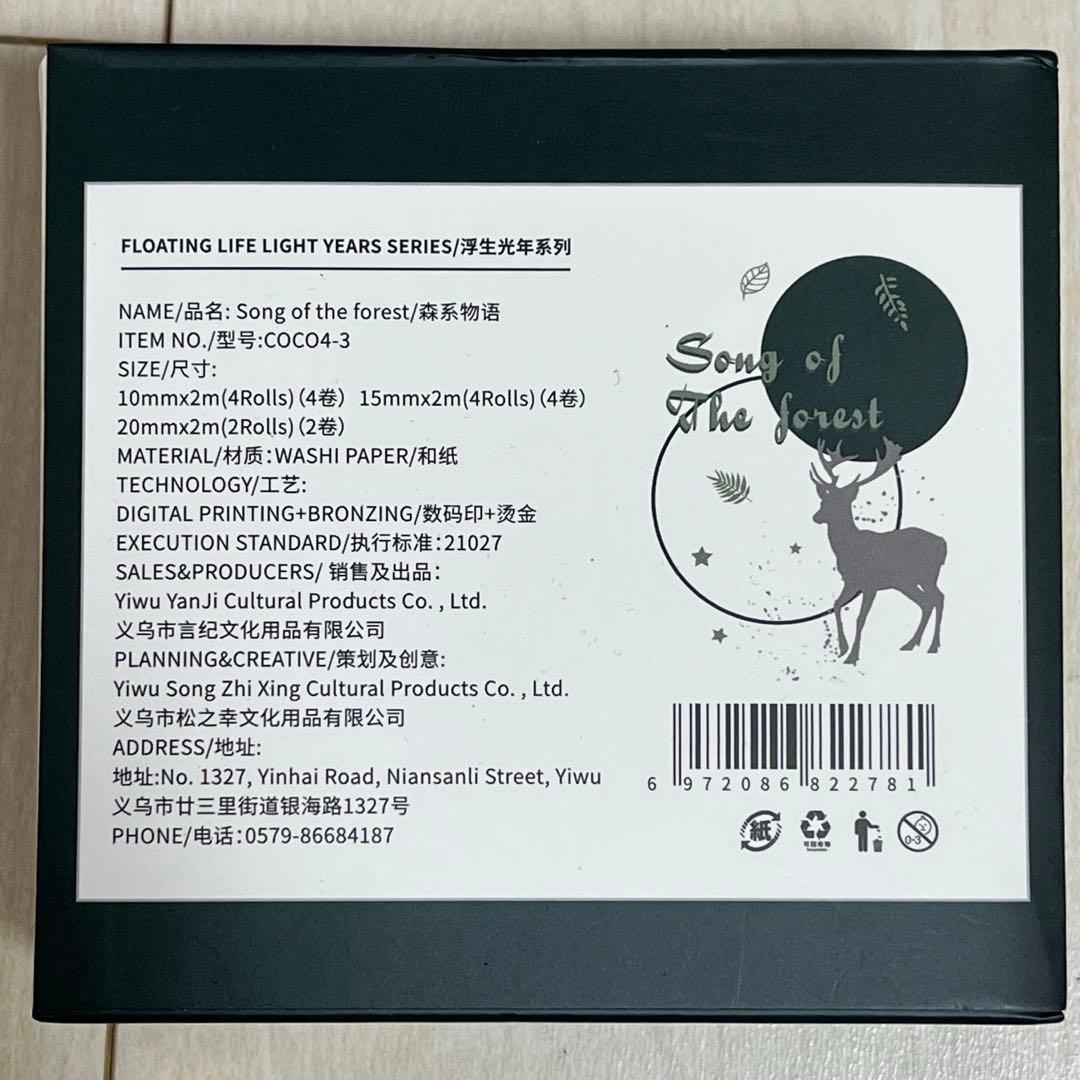 FLOATING LIFE LIGHT YEARS SERIES/浮生光年系列
NAME/品名: Song of the forest/森系物语
ITEM NO./型号:COCO4-3
SIZE/尺寸:
10mmx2m(4Rolls)(4卷) 15mmx2m(4Rolls)(4卷)
20mmx2m(2Rolls)(2卷)
MATERIAL/材质:WASHI PAPER/和纸
TECHNOLOGY/工艺:
DIGITAL PRINTING+BRONZING/数码印+烫金
EXECUTION STANDARD/执行标准:21027
SALES&PRODUCERS/ 销售及出品:
Yiwu YanJi Cultural Products Co. , Ltd.
义乌市言纪文化用品有限公司
PLANNING&CREATIVE/策划及创意:
Yiwu Song Zhi Xing Cultural Products Co. , Ltd.
义乌市松之幸文化用品有限公司
ADDRESS/地址:
地址:No. 1327, Yinhai Road, Niansanli Street, Yiwu
义乌市廿三里街道银海路1327号
PHONE/电话:0579-86684187
Song of
The forest
6 972086 822781
紙
可回收物
0-3